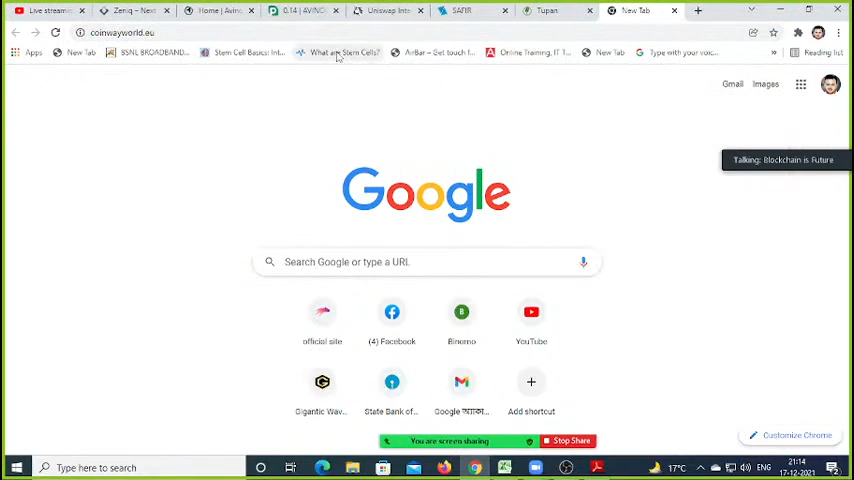 Live streami
Zeniq – Next
Home | Avinc
0.14 | AVINO
Uniswap Inte
SAFIR
Tupan
New Tab
coinwayworld.eu
Apps
New Tab
BSNL BROADBAND...
Stem Cell Basics: Int...
What are Stem Cells?
AirBar – Get touch f...
Online Training, IT T...
New Tab
Type with your voic...
»
Reading list
Gmail
Images
Talking: Blockchain is Future
Google
Search Google or type a URL
official site
(4) Facebook
B
Binomo
YouTube
Gigantic Wav...
State Bank of...
Google অ্যাকা...
Add shortcut
You are screen sharing
Stop Share
Customize Chrome
Type here to search
17°C
ENG
21:14
17-12-2021